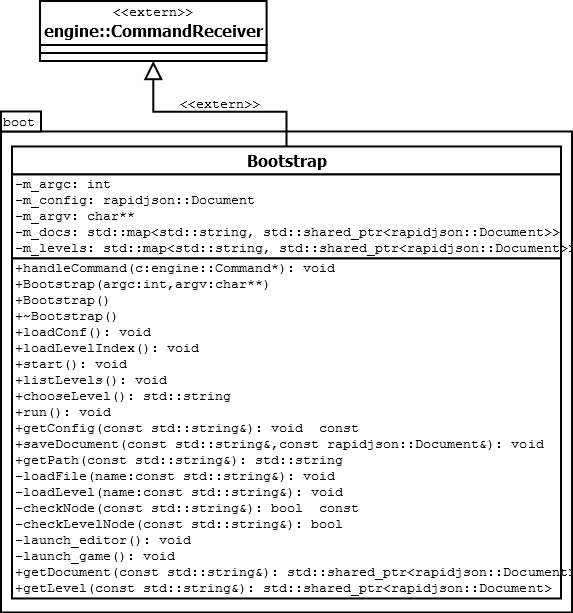 <<extern>>
engine::CommandReceiver
<<extern>>
boot
Bootstrap
-m_argc: int
-m_config: rapidjson::Document
-m_argv: char**
-m_docs: std::map<std::string, std::shared_ptr<rapidjson::Document>>
-m_levels: std::map<std::string, std::shared_ptr<rapidjson::Document>>
+handleCommand(c:engine::Command*): void
+Bootstrap(argc:int,argv:char**)
+Bootstrap()
+~Bootstrap()
+loadConf(): void
+loadLevelIndex(): void
+start(): void
+listLevels(): void
+chooseLevel(): std::string
+run(): void
+getConfig(const std::string&): void  const
+saveDocument(const std::string&,const rapidjson::Document&): void
+getPath(const std::string&): std::string
-loadFile(name:const std::string&): void
-loadLevel(name:const std::string&): void
-checkNode(const std::string&): bool  const
-checkLevelNode(const std::string&): bool
-launch_editor(): void
-launch_game(): void
+getDocument(const std::string&): std::shared_ptr<rapidjson::Document>
+getLevel(const std::string&): std::shared_ptr<rapidjson::Document>